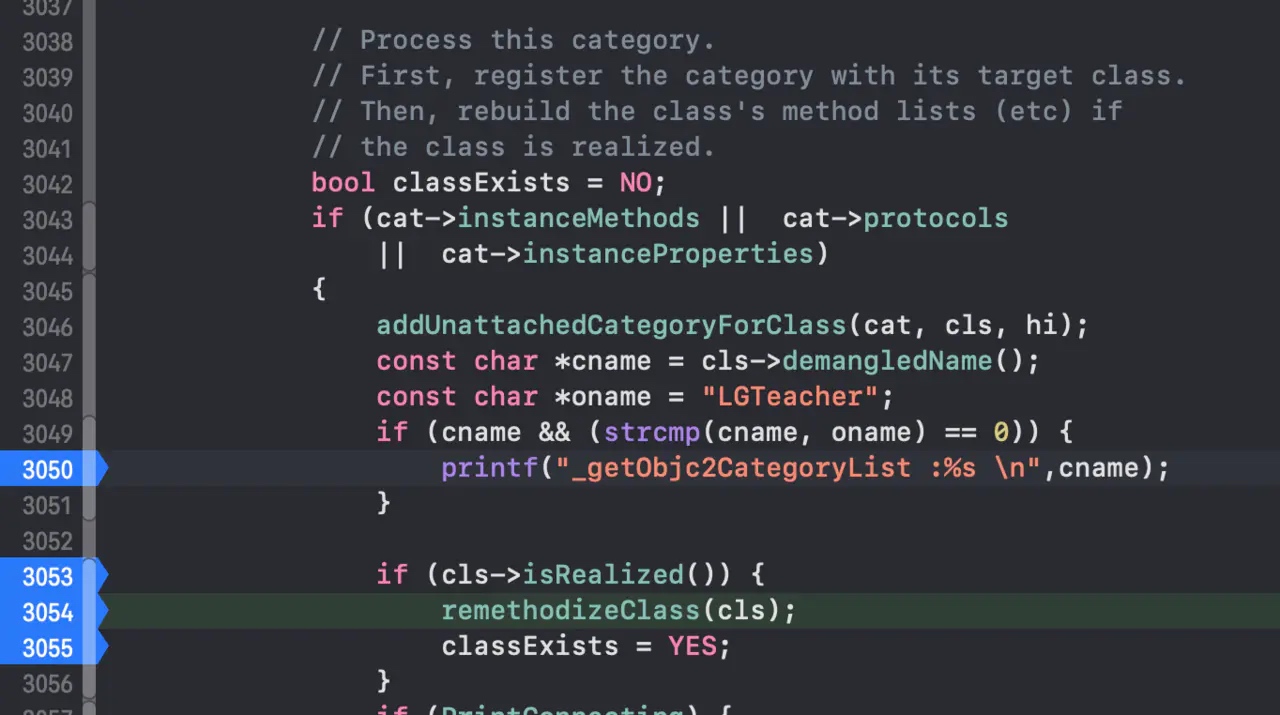 3037
3038 // Process this category.
3039 // First, register the category with its target class.
3040 // Then, rebuild the class's method lists (etc) if
3041 // the class is realized.
3042 bool classExists = NO;
3043 if (cat->instanceMethods ||  cat->protocols
3044 ||  cat->instanceProperties)
3045 {
3046 addUnattachedCategoryForClass(cat, cls, hi);
3047 const char *cname = cls->demangledName();
3048 const char *oname = "LGTeacher";
3049 if (cname && (strcmp(cname, oname) == 0)) {
3050 printf("_getObjc2CategoryList :%s \n",cname);
3051 }
3052
3053 if (cls->isRealized()) {
3054 remethodizeClass(cls);
3055 classExists = YES;
3056 }
3057 if (PrintConnecting) {